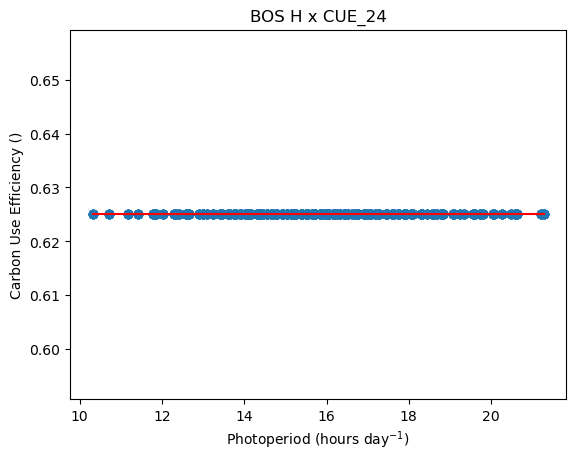 BOS H x CUE_24
Carbon Use Efficiency ()
0.65
0.64
0.63
0.62
0.61
0.60
10 12 14 16 18 20
Photoperiod (hours day⁻¹)